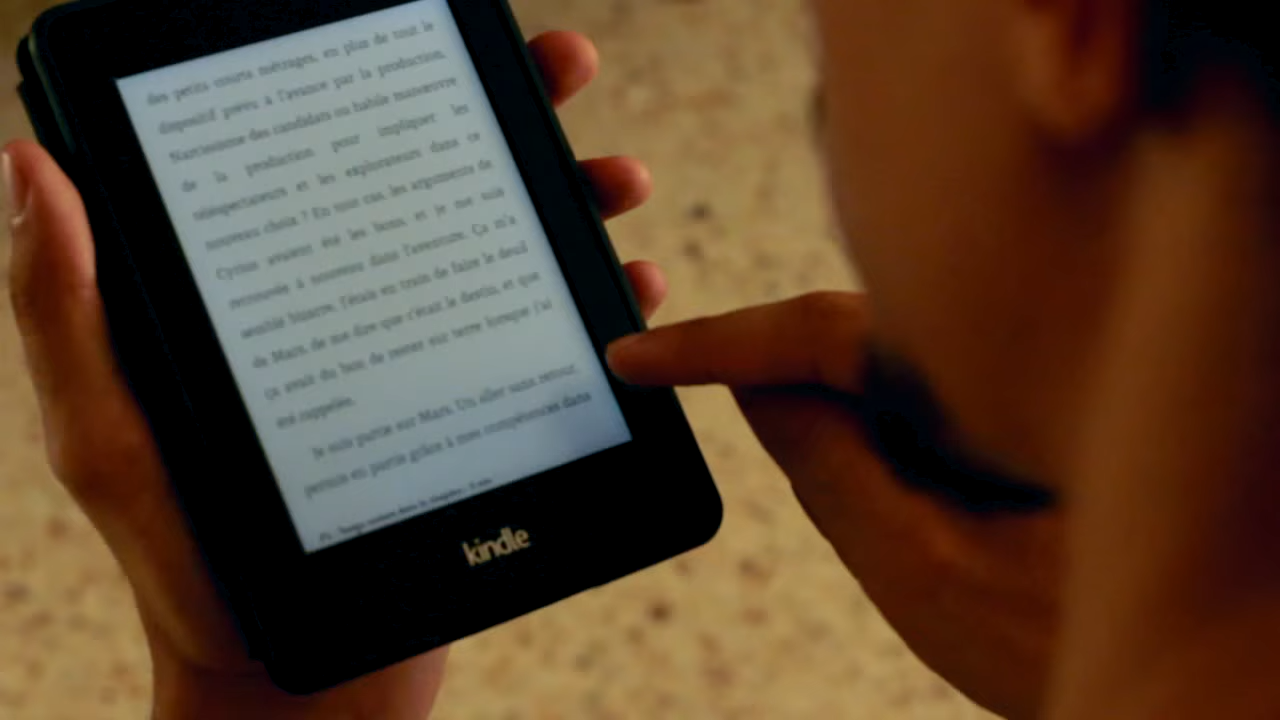 des petits courts métrages, en plus de tout le
dispositif prévu à l'avance par la production.
Narcissisme des candidats ou habile manœuvre
de la production pour impliquer les
téléspectateurs et les explorateurs dans ce
nouveau choix ? En tout cas, les arguments de
Cyrius avaient été les bons, et je me suis
retrouvée à nouveau dans l'aventure. Ça m'a
semblé bizarre. J'étais en train de faire le deuil
de Mars, de me dire que c'était le destin, et que
ça avait du bon de rester sur terre lorsque j'ai
été rappelée.
Je suis partie sur Mars. Un aller sans retour.
permis en partie grâce à mes compétences dans
kindle